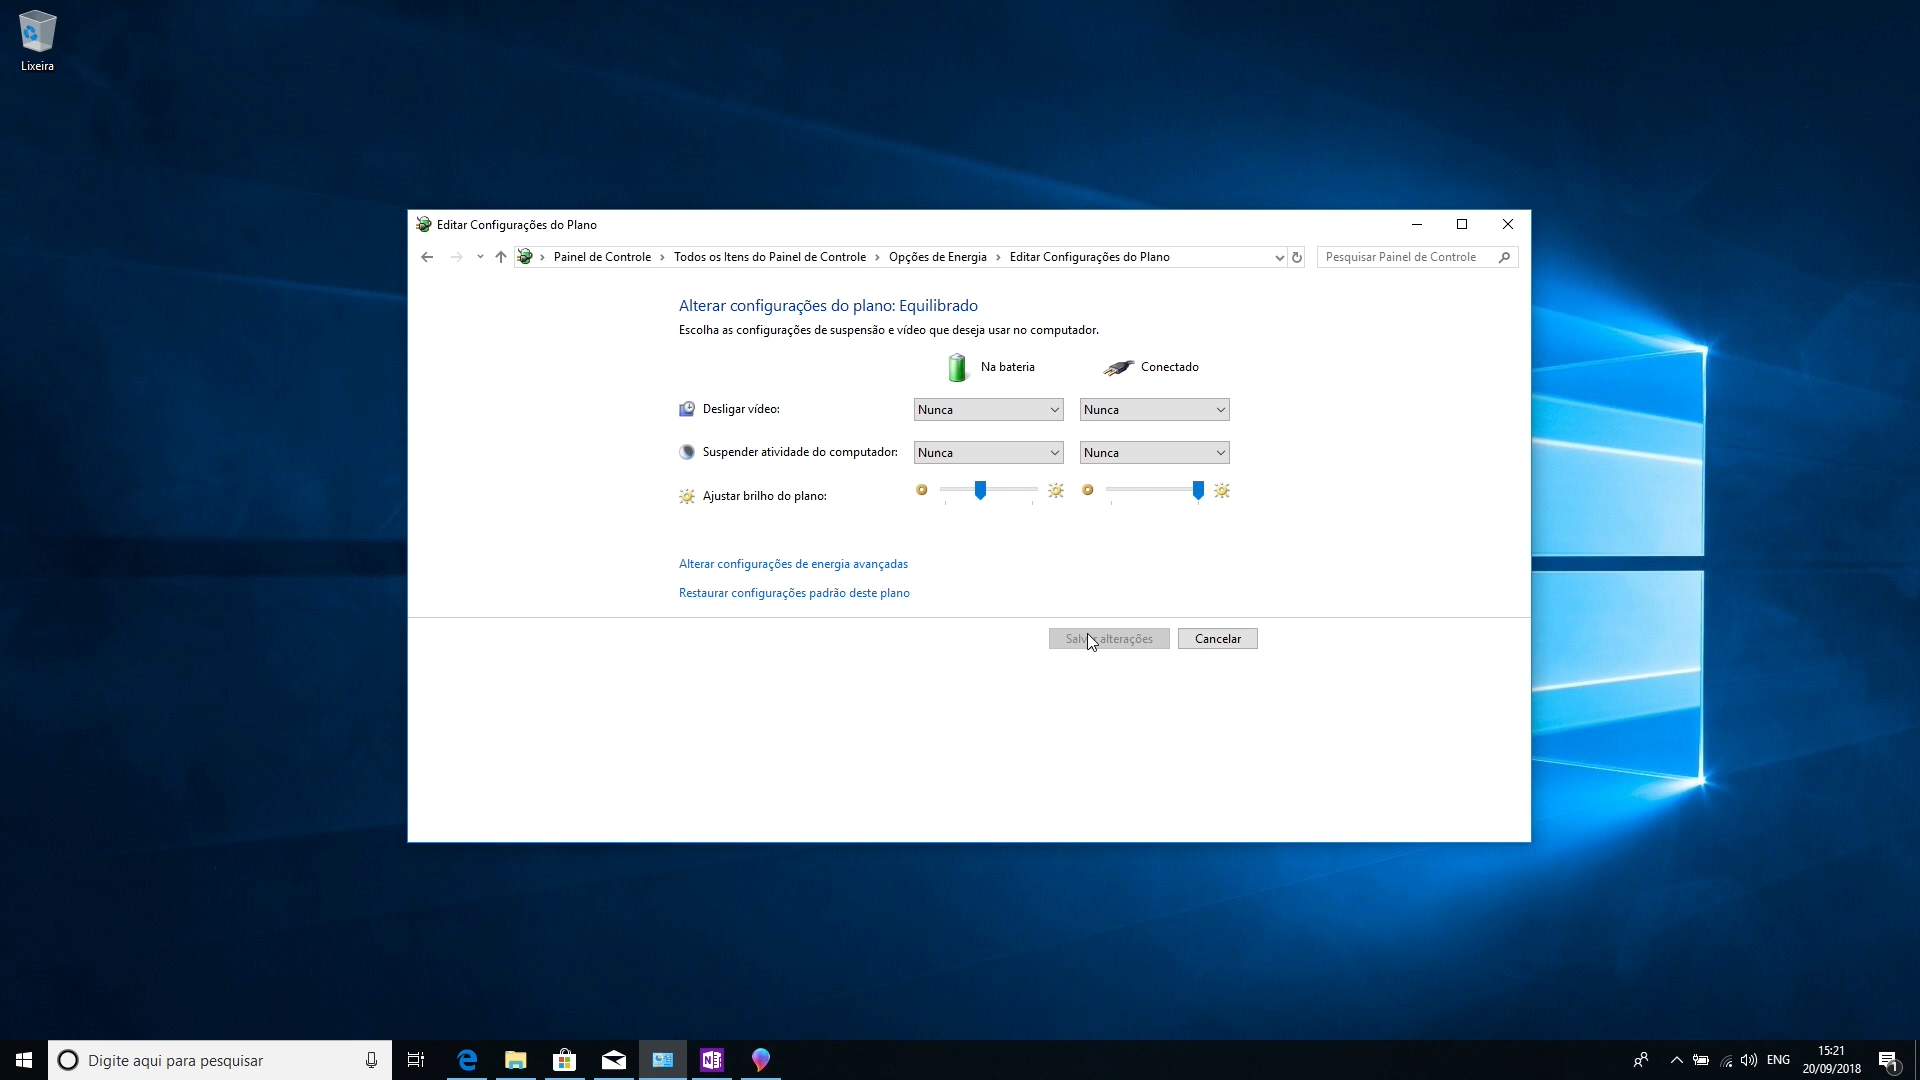 Lixeira
Editar Configurações do Plano
Painel de Controle
Todos os Itens do Painel de Controle
Opções de Energia
Editar Configurações do Plano
Pesquisar Painel de Controle
Alterar configurações do plano: Equilibrado
Escolha as configurações de suspensão e vídeo que deseja usar no computador.
Na bateria
Conectado
Desligar vídeo:
Nunca
Nunca
Suspender atividade do computador:
Nunca
Nunca
Ajustar brilho do plano:
Alterar configurações de energia avançadas
Restaurar configurações padrão deste plano
alterações
Cancelar
Digite aqui para pesquisar
ENG
15:21
20/09/2018
1